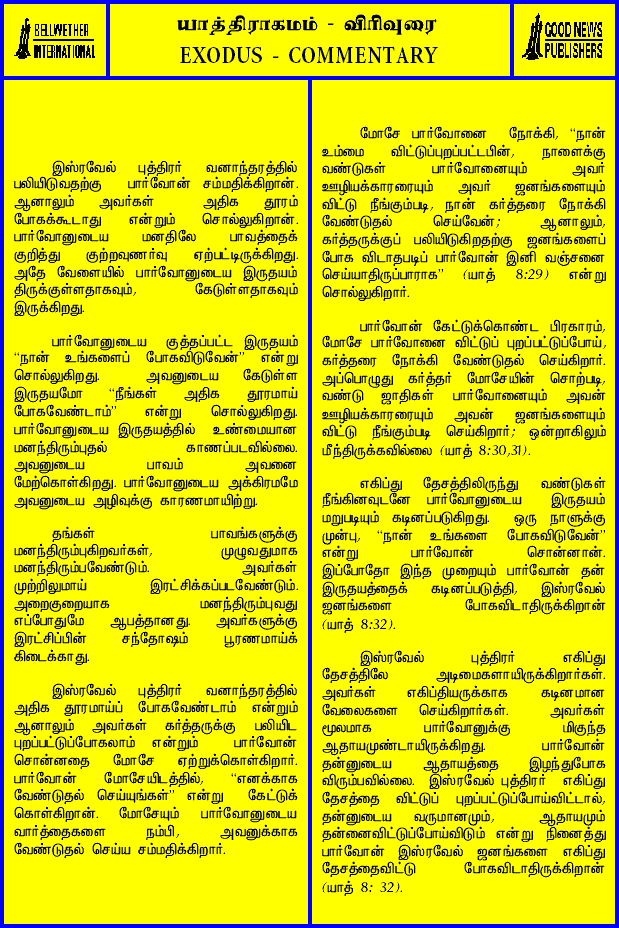 BELLWETHER
INTERNATIONAL
யாத்திராகமம் - விரிவுரை
EXODUS - COMMENTARY
GOOD NEWS
PUBLISHERS
இஸ்ரவேல் புத்திரர் வனாந்தரத்தில்
பலியிடுவதற்கு பார்வோன் சம்மதிக்கிறான்.
ஆனாலும் அவர்கள் அதிக தூரம்
போகக்கூடாது என்றும் சொல்லுகிறான்.
பார்வோனுடைய மனதிலே பாவத்தைக்
குறித்து குற்றவுணர்வு ஏற்பட்டிருக்கிறது.
அதே வேளையில் பார்வோனுடைய இருதயம்
திருக்குள்ளதாகவும், கேடுள்ளதாகவும்
இருக்கிறது.
பார்வோனுடைய குத்தப்பட்ட இருதயம்
“நான் உங்களைப் போகவிடுவேன்” என்று
சொல்லுகிறது. அவனுடைய கேடுள்ள
இருதயமோ “நீங்கள் அதிக தூரமாய்
போகவேண்டாம்” என்று சொல்லுகிறது.
பார்வோனுடைய இருதயத்தில் உண்மையான
மனந்திரும்புதல் காணப்படவில்லை.
அவனுடைய பாவம் அவனை
மேற்கொள்கிறது. பார்வோனுடைய அக்கிரமமே
அவனுடைய அழிவுக்கு காரணமாயிற்று.
தங்கள் பாவங்களுக்கு
மனந்திரும்புகிறவர்கள், முழுவதுமாக
மனந்திரும்பவேண்டும். அவர்கள்
முற்றிலுமாய் இரட்சிக்கப்படவேண்டும்.
அறைகுறையாக மனந்திரும்புவது
எப்போதுமே ஆபத்தானது. அவர்களுக்கு
இரட்சிப்பின் சந்தோஷம் பூரணமாய்க்
கிடைக்காது.
இஸ்ரவேல் புத்திரர் வனாந்தரத்தில்
அதிக தூரமாய்ப் போகவேண்டாம் என்றும்
ஆனாலும் அவர்கள் கர்த்தருக்கு பலியிட
புறப்பட்டுப்போகலாம் என்றும் பார்வோன்
சொன்னதை மோசே ஏற்றுக்கொள்கிறார்.
பார்வோன் மோசேயிடத்தில், “எனக்காக
வேண்டுதல் செய்யுங்கள்” என்று கேட்டுக்
கொள்கிறான். மோசேயும் பார்வோனுடைய
வார்த்தைகளை நம்பி, அவனுக்காக
வேண்டுதல் செய்ய சம்மதிக்கிறார்.
மோசே பார்வோனை நோக்கி, “நான்
உம்மை விட்டுப்புறப்பட்டபின், நாளைக்கு
வண்டுகள் பார்வோனையும் அவர்
ஊழியக்காரரையும் அவர் ஜனங்களையும்
விட்டு நீங்கும்படி, நான் கர்த்தரை நோக்கி
வேண்டுதல் செய்வேன்; ஆனாலும்,
கர்த்தருக்குப் பலியிடுகிறதற்கு ஜனங்களைப்
போக விடாதபடிப் பார்வோன் இனி வஞ்சனை
செய்யாதிருப்பாராக” (யாத் 8:29) என்று
சொல்லுகிறார்.
பார்வோன் கேட்டுக்கொண்ட பிரகாரம்,
மோசே பார்வோனை விட்டுப் புறப்பட்டுப்போய்,
கர்த்தரை நோக்கி வேண்டுதல் செய்கிறார்.
அப்பொழுது கர்த்தர் மோசேயின் சொற்படி,
வண்டு ஜாதிகள் பார்வோனையும் அவன்
ஊழியக்காரரையும் அவன் ஜனங்களையும்
விட்டு நீங்கும்படி செய்கிறார்; ஒன்றாகிலும்
மீந்திருக்கவில்லை (யாத் 8:30,31).
எகிப்து தேசத்திலிருந்து வண்டுகள்
நீங்கினவுடனே பார்வோனுடைய இருதயம்
மறுபடியும் கடினப்படுகிறது. ஒரு நாளுக்கு
முன்பு, “நான் உங்களை போகவிடுவேன்”
என்று பார்வோன் சொன்னான்.
இப்போதோ இந்த முறையும் பார்வோன் தன்
இருதயத்தைக் கடினப்படுத்தி, இஸ்ரவேல்
ஜனங்களை போகவிடாதிருக்கிறான்
(யாத் 8:32).
இஸ்ரவேல் புத்திரர் எகிப்து
தேசத்திலே அடிமைகளாயிருக்கிறார்கள்.
அவர்கள் எகிப்தியருக்காக கடினமான
வேலைகளை செய்கிறார்கள். அவர்கள்
மூலமாக பார்வோனுக்கு மிகுந்த
ஆதாயமுண்டாயிருக்கிறது. பார்வோன்
தன்னுடைய ஆதாயத்தை இழந்துபோக
விரும்பவில்லை. இஸ்ரவேல் புத்திரர் எகிப்து
தேசத்தை விட்டுப் புறப்பட்டுப்போய்விட்டால்,
தன்னுடைய வருமானமும், ஆதாயமும்
தன்னைவிட்டுப்போய்விடும் என்று நினைத்து
பார்வோன் இஸ்ரவேல் ஜனங்களை எகிப்து
தேசத்தைவிட்டு போகவிடாதிருக்கிறான்
(யாத் 8: 32).